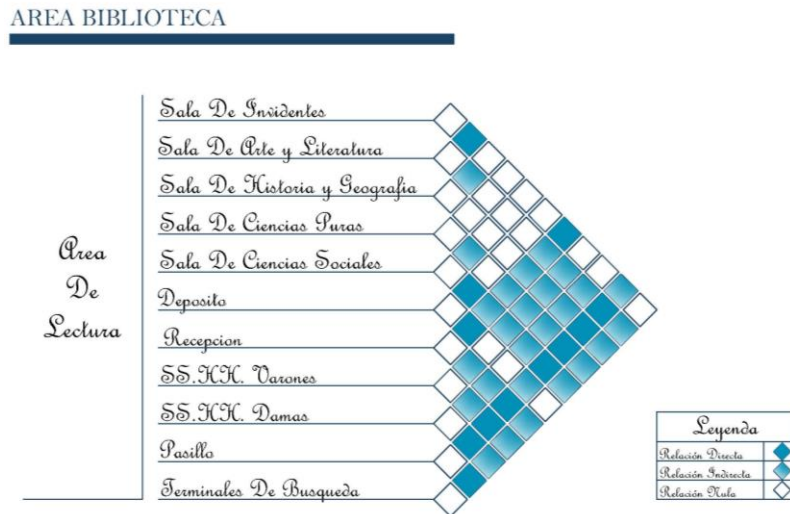 AREA BIBLIOTECA
Sala De Invidentes
Sala De Arte y Literatura
Sala De Historia y Geografia
Sala De Ciencias Puras
Sala De Ciencias Sociales
Deposito
Recepcion
SS.HH. Varones
SS.HH. Damas
Pasillo
Terminales De Busqueda
Area
De
Lectura
Leyenda
Relación Directa
Relación Indirecta
Relación Nula